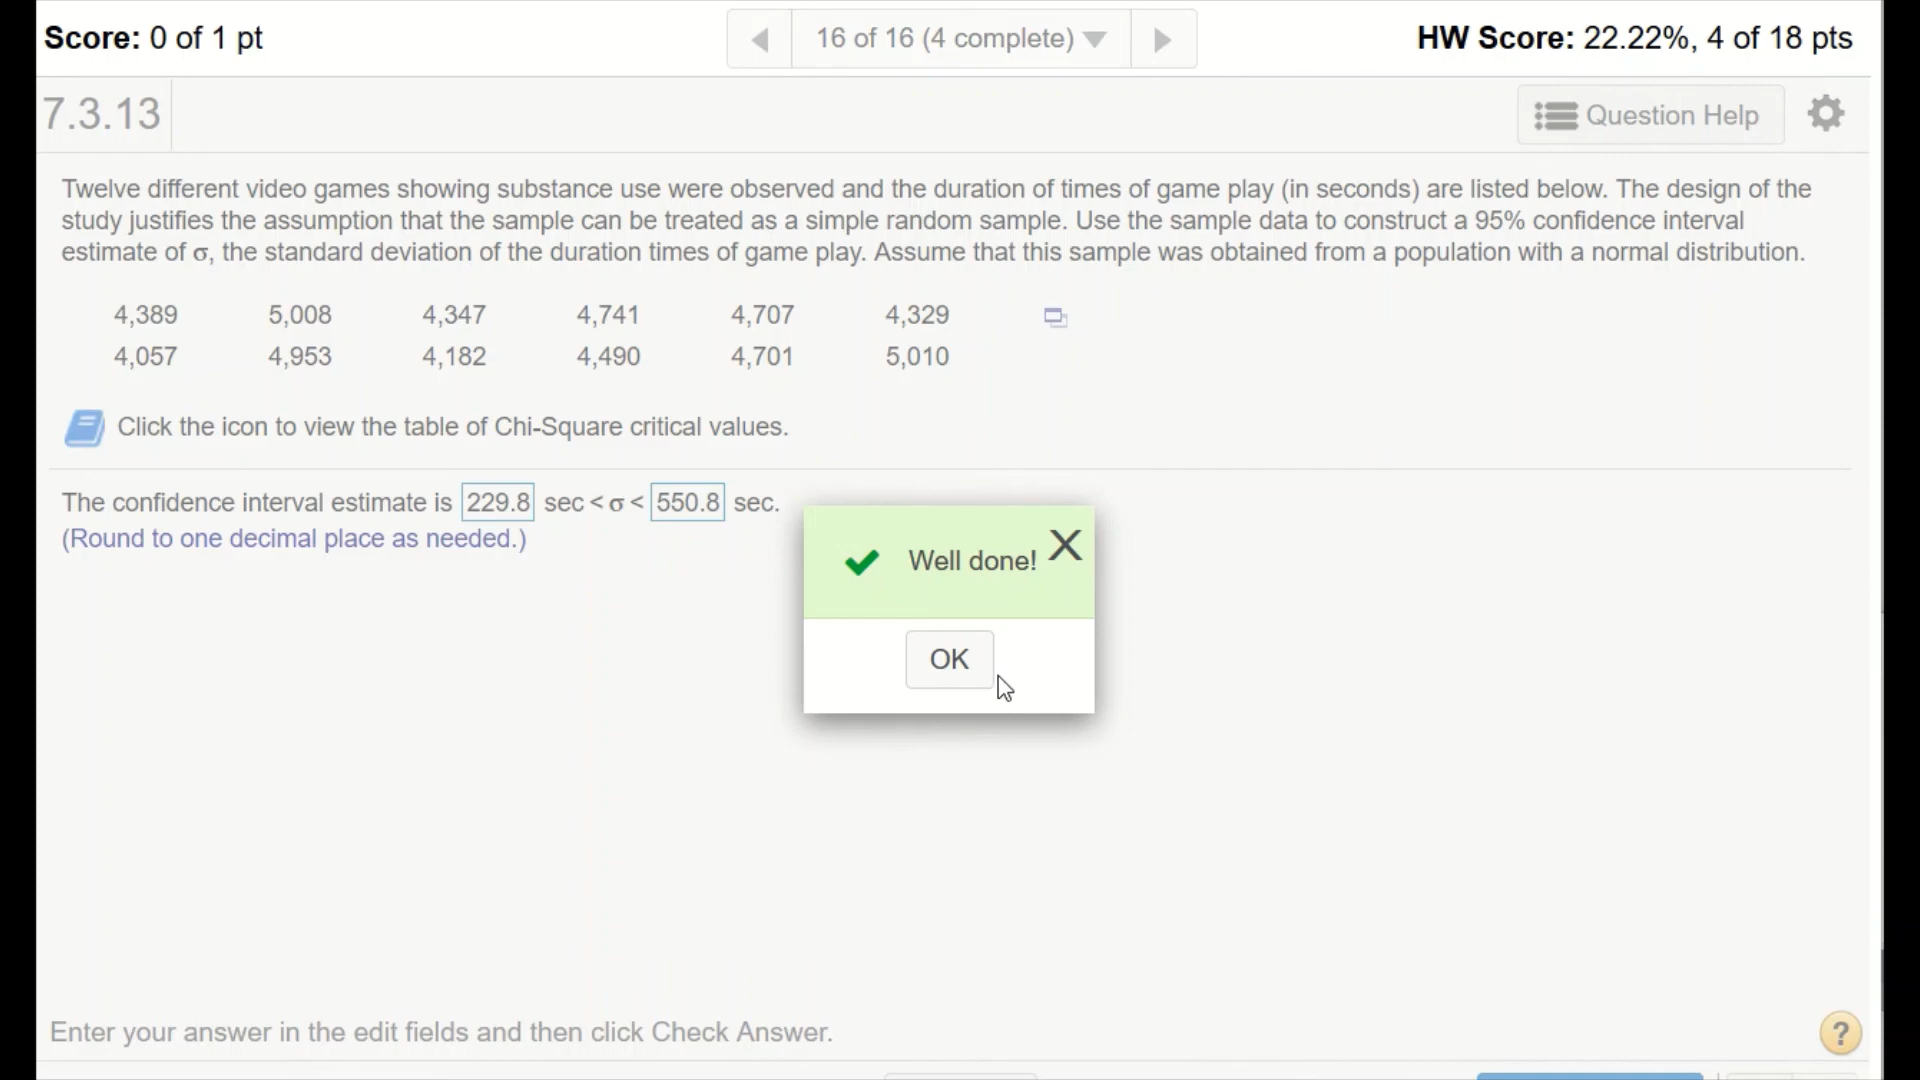 Score: 0 of 1 pt
16 of 16 (4 complete)
HW Score: 22.22%, 4 of 18 pts
7.3.13
Question Help
Twelve different video games showing substance use were observed and the duration of times of game play (in seconds) are listed below. The design of the
study justifies the assumption that the sample can be treated as a simple random sample. Use the sample data to construct a 95% confidence interval
estimate of σ, the standard deviation of the duration times of game play. Assume that this sample was obtained from a population with a normal distribution.
4,389 5,008 4,347 4,741 4,707 4,329
4,057 4,953 4,182 4,490 4,701 5,010
Click the icon to view the table of Chi-Square critical values.
The confidence interval estimate is 229.8 sec < σ < 550.8 sec.
(Round to one decimal place as needed.)
Well done!
OK
Enter your answer in the edit fields and then click Check Answer.
?